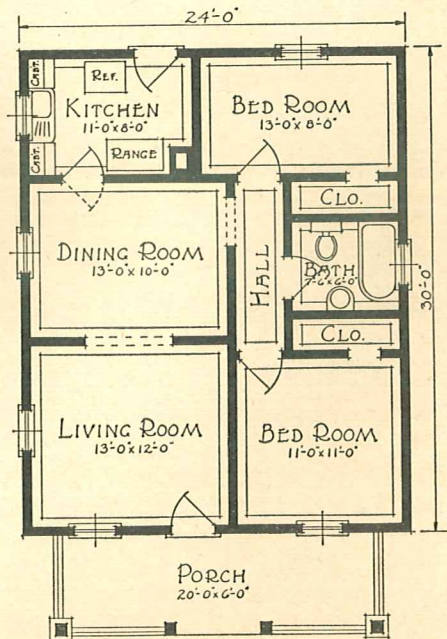 24'-0"
CABT.
REF.
KITCHEN
11'-0"x8'-0"
CABT.
RANGE
BED ROOM
13'-0"x8'-0"
CLO.
DINING ROOM
13'-0"x10'-0"
HALL
BATH
7'-6"x6'-0"
30'-0"
CLO.
LIVING ROOM
13'-0"x12'-0"
BED ROOM
11'-0"x11'-0"
PORCH
20'-0"x6'-0"